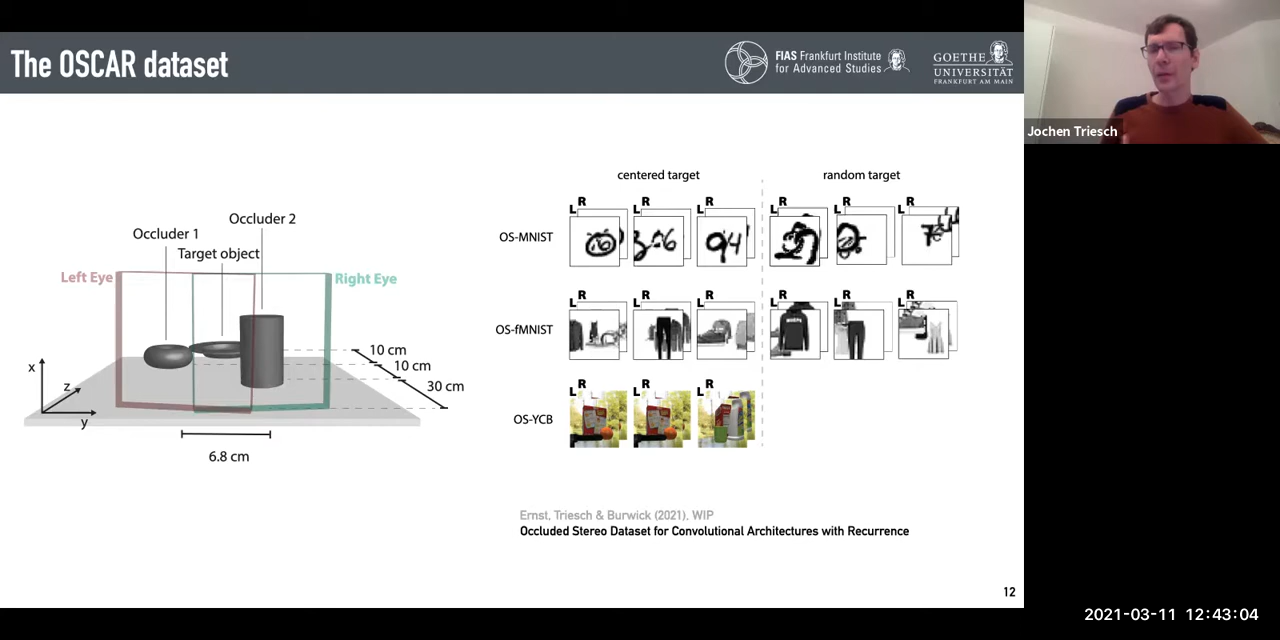 The OSCAR dataset
FIAS Frankfurt Institute
for Advanced Studies
GOETHE
UNIVERSITÄT
FRANKFURT AM MAIN
Jochen Triesch
centered target
random target
Occluder 2
Occluder 1
Target object
Left Eye
Right Eye
10 cm
10 cm
30 cm
x
z
y
6.8 cm
L R L R L R L R L R L R
OS-MNIST
L R L R L R L R L R L R
OS-fMNIST
L R L R L R
OS-YCB
Ernst, Triesch & Burwick (2021), WIP
Occluded Stereo Dataset for Convolutional Architectures with Recurrence
12
2021-03-11 12:43:04